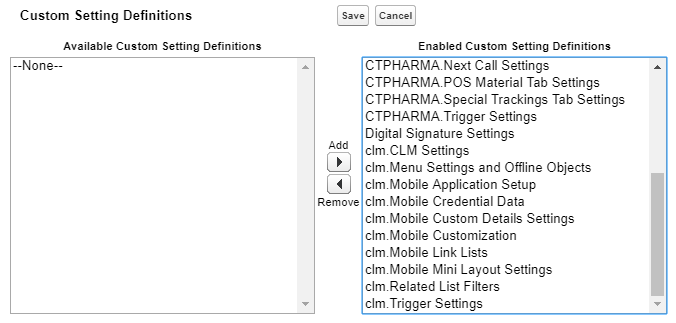 Custom Setting Definitions
Save
Cancel
Available Custom Setting Definitions
--None--
Add
Remove
Enabled Custom Setting Definitions
CTPHARMA.Next Call Settings
CTPHARMA.POS Material Tab Settings
CTPHARMA.Special Trackings Tab Settings
CTPHARMA.Trigger Settings
Digital Signature Settings
clm.CLM Settings
clm.Menu Settings and Offline Objects
clm.Mobile Application Setup
clm.Mobile Credential Data
clm.Mobile Custom Details Settings
clm.Mobile Customization
clm.Mobile Link Lists
clm.Mobile Mini Layout Settings
clm.Related List Filters
clm.Trigger Settings